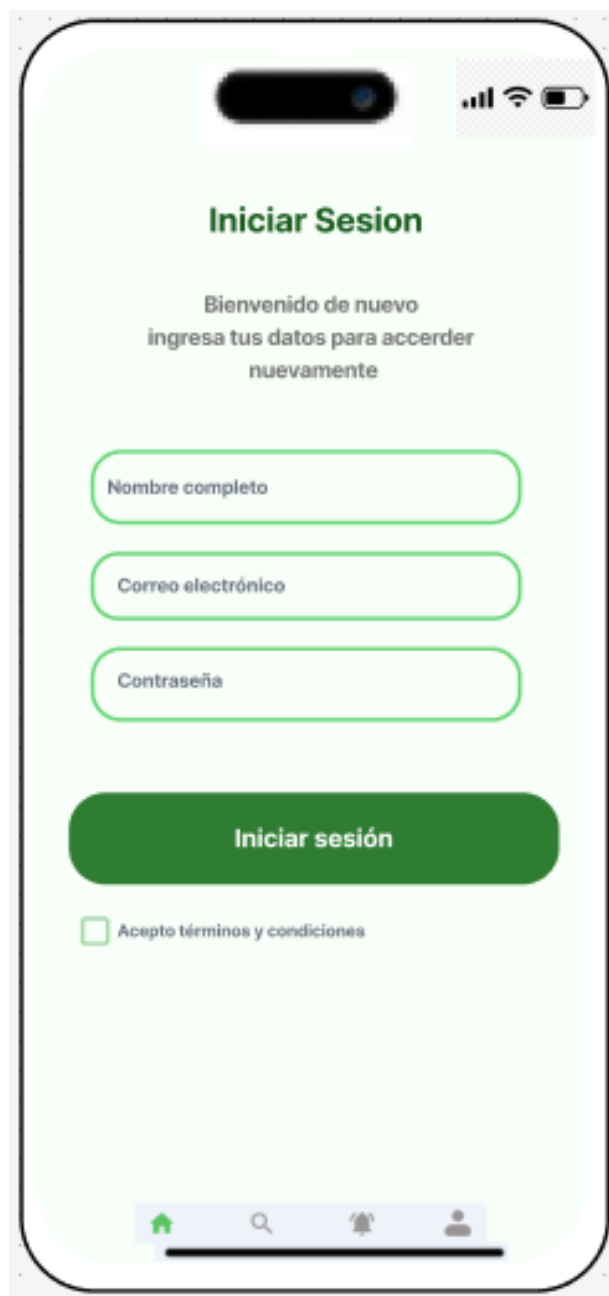 Iniciar Sesion
Bienvenido de nuevo
ingresa tus datos para accerder
nuevamente
Nombre completo
Correo electrónico
Contraseña
Iniciar sesión
Acepto términos y condiciones